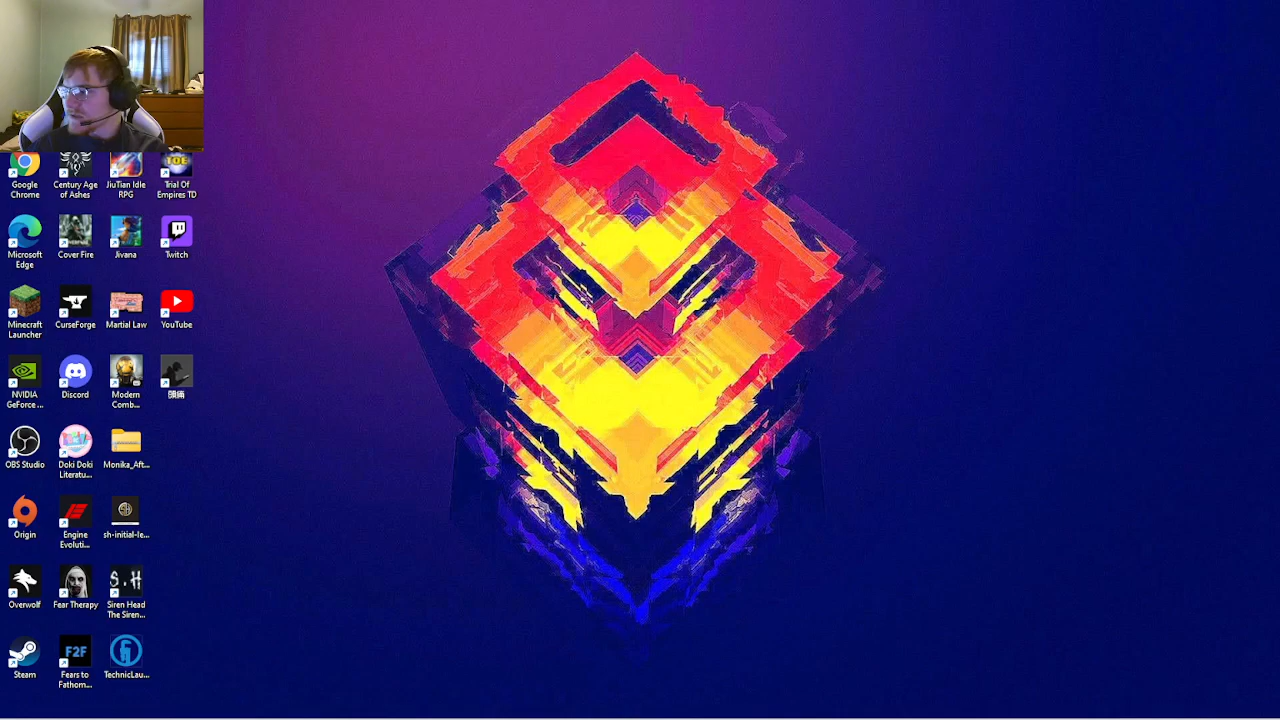 Google
Chrome
Century Age
of Ashes
JiuTian Idle
RPG
TOE
Trial Of
Empires TD
Microsoft
Edge
Cover Fire
Jivana
Twitch
Minecraft
Launcher
CurseForge
Martial Law
YouTube
NVIDIA
GeForce ...
Discord
Modern
Comb...
OBS Studio
Doki Doki
Literatu...
Monika_Aft...
Origin
Engine
Evoluti...
sh-initial-le...
Overwolf
Fear Therapy
S.H
Siren Head
The Siren...
Steam
F2F
Fears to
Fathom...
TechnicLau...